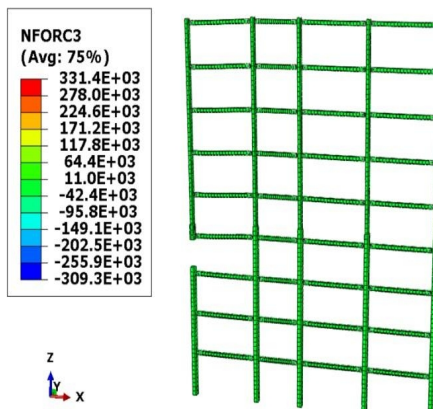 NFORC3
(Avg: 75%)
331.4E+03
278.0E+03
224.6E+03
171.2E+03
117.8E+03
64.4E+03
11.0E+03
-42.4E+03
-95.8E+03
-149.1E+03
-202.5E+03
-255.9E+03
-309.3E+03
Z
Y
X